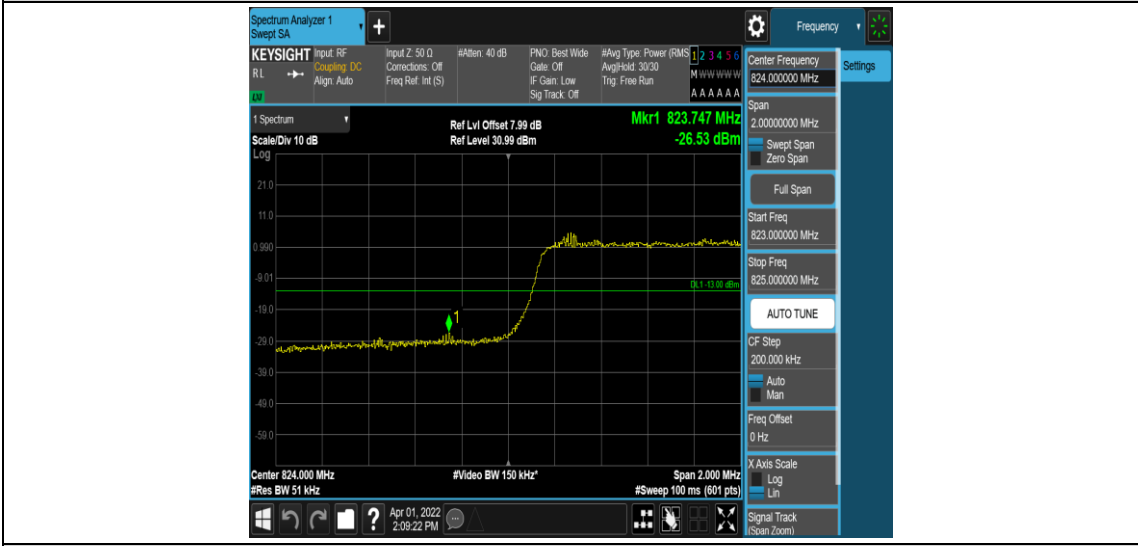 Spectrum Analyzer 1
Swept SA
+
Frequency
KEYSIGHT
RL
Input: RF
Coupling: DC
Align: Auto
Input Z: 50 Ω
Corrections: Off
Freq Ref: Int (S)
#Atten: 40 dB
PNO: Best Wide
Gate: Off
IF Gain: Low
Sig Track: Off
#Avg Type: Power (RMS
Avg|Hold: 30/30
Trig: Free Run
1 2 3 4 5 6
M W W W W W
A A A A A A
1 Spectrum
Scale/Div 10 dB
Log
Ref Lvl Offset 7.99 dB
Ref Level 30.99 dBm
Mkr1 823.747 MHz
-26.53 dBm
21.0
11.0
0.990
-9.01
-19.0
-29.0
-39.0
-49.0
-59.0
DL1 -13.00 dBm
1
Center 824.000 MHz
#Res BW 51 kHz
#Video BW 150 kHz*
Span 2.000 MHz
#Sweep 100 ms (601 pts)
?
Apr 01, 2022
2:09:22 PM
Center Frequency
824.000000 MHz
Settings
Span
2.00000000 MHz
Swept Span
Zero Span
Full Span
Start Freq
823.000000 MHz
Stop Freq
825.000000 MHz
AUTO TUNE
CF Step
200.000 kHz
Auto
Man
Freq Offset
0 Hz
X Axis Scale
Log
Lin
Signal Track
(Span Zoom)